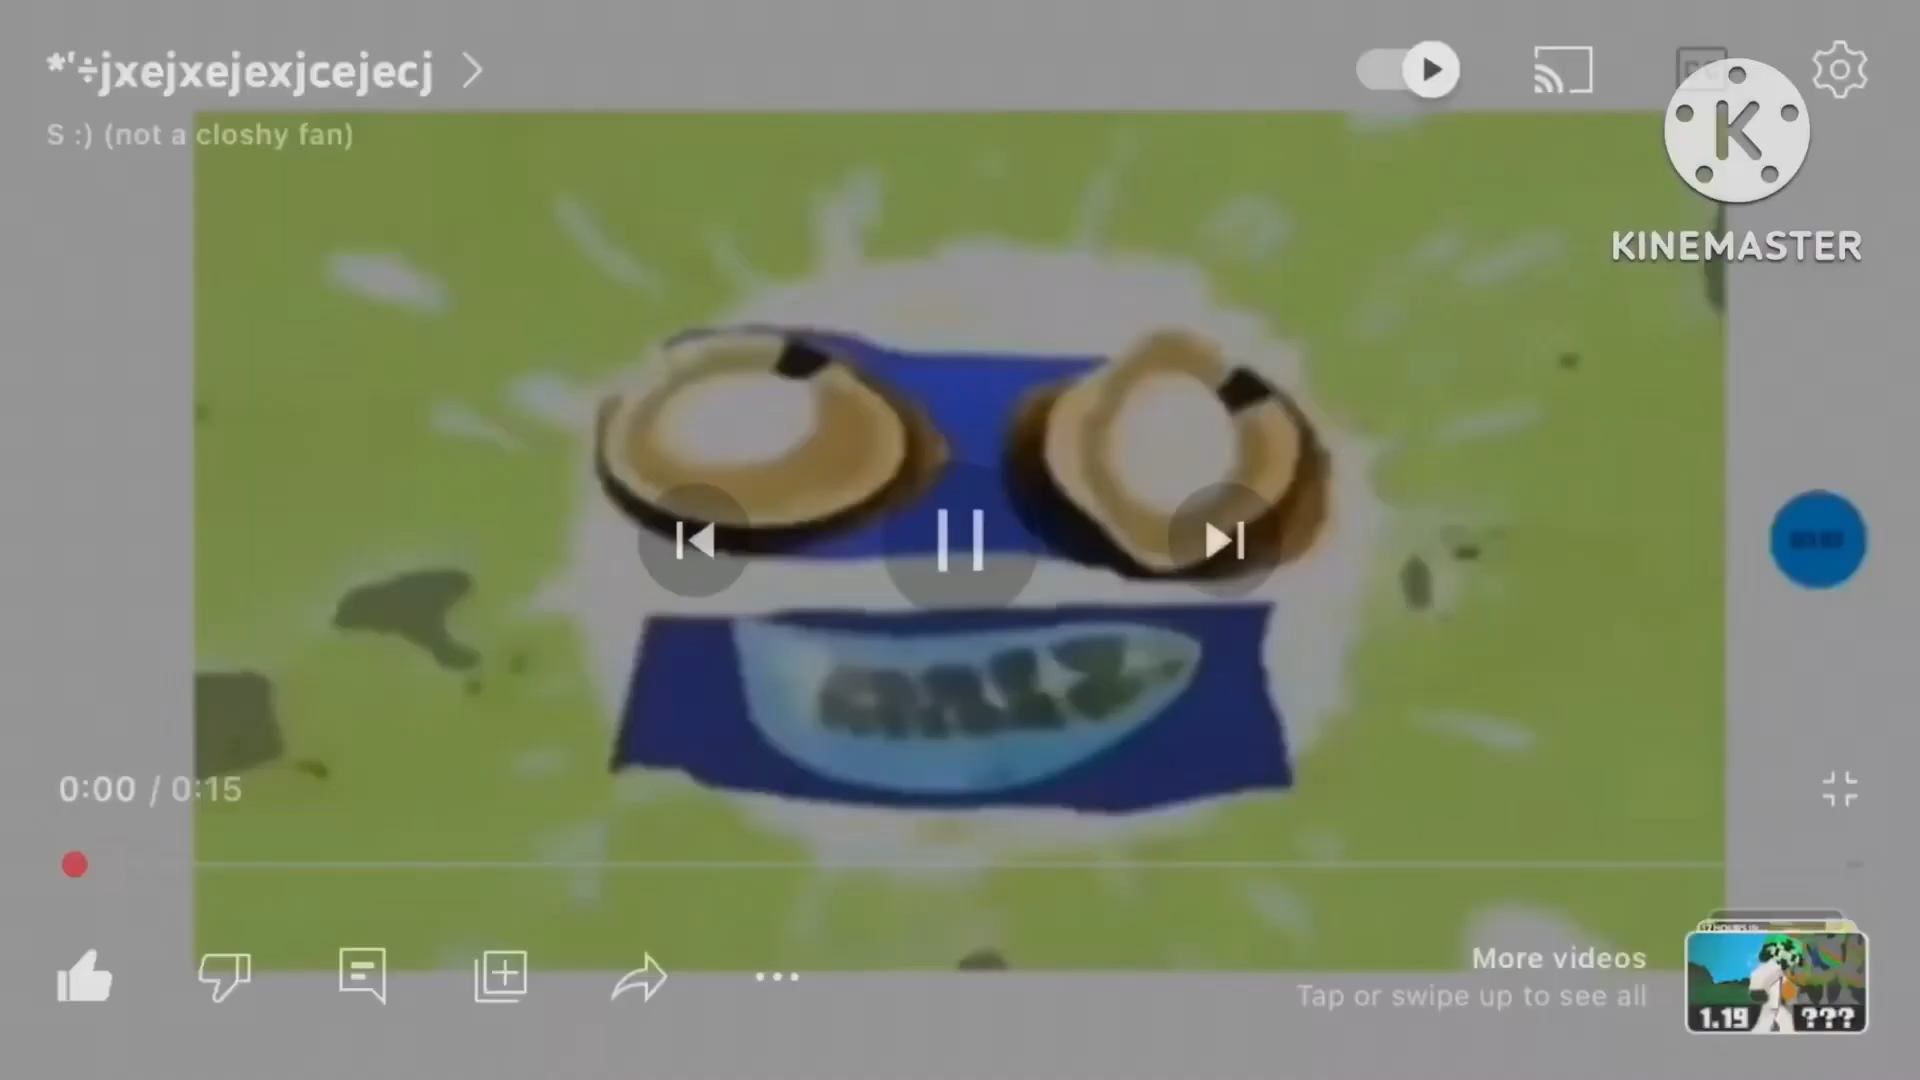 *'÷jxejxejexjcejecj
S :) (not a closhy fan)
CC
K
KINEMASTER
0:00 / 0:15
More videos
Tap or swipe up to see all
1.19 ???